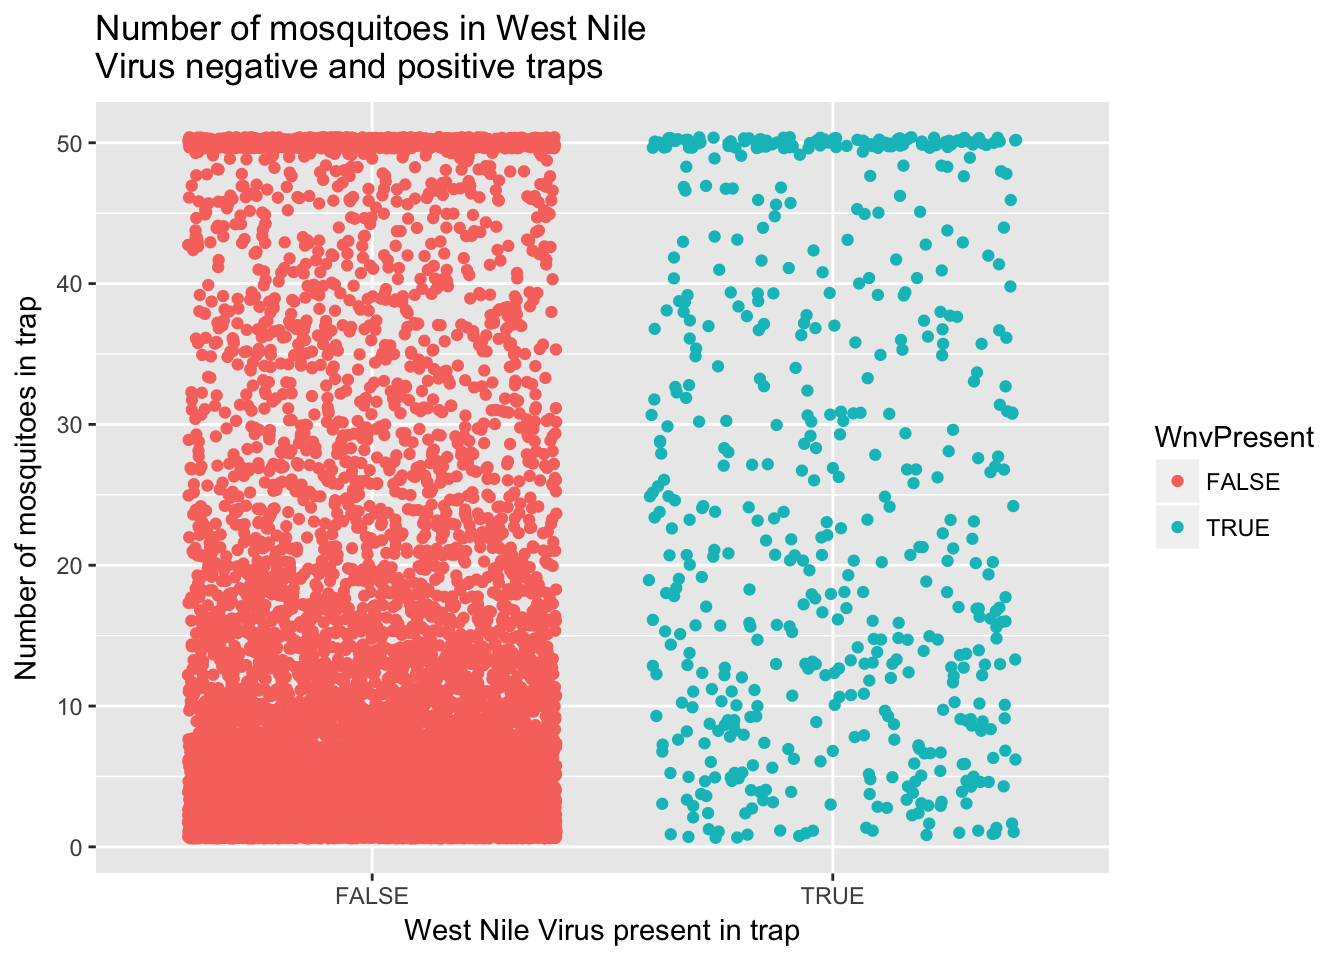 Number of mosquitoes in West Nile
Virus negative and positive traps
Number of mosquitoes in trap
50
40
30
20
10
0
FALSE
TRUE
West Nile Virus present in trap
WnvPresent
FALSE
TRUE